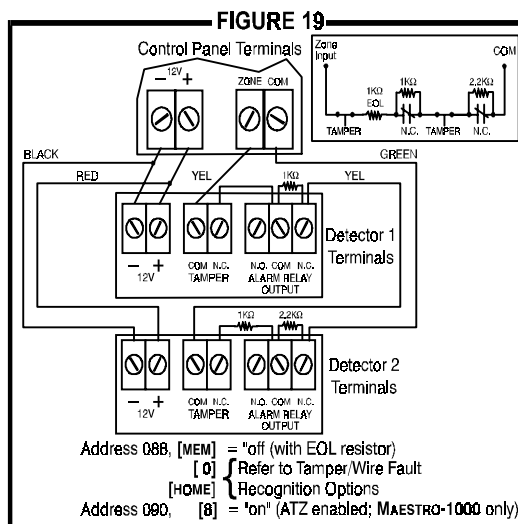 FIGURE 19
Control Panel Terminals
12V
– +
ZONE COM
Zone Input
COM
1KΩ
EOL
1KΩ
2.2KΩ
TAMPER
N.C.
TAMPER
N.C.
BLACK
GREEN
RED
YEL
1KΩ
YEL
Detector 1
Terminals
– +
12V
COM N.C.
TAMPER
N.O. COM N.C.
ALARM RELAY
OUTPUT
1KΩ
2.2KΩ
Detector 2
Terminals
– +
12V
COM N.C.
TAMPER
N.O. COM N.C.
ALARM RELAY
OUTPUT
Address 088, [MEM] = "off (with EOL resistor)
[0] { Refer to Tamper/Wire Fault
[HOME] { Recognition Options
Address 090, [8] = "on" (ATZ enabled; MAESTRO-1000 only)